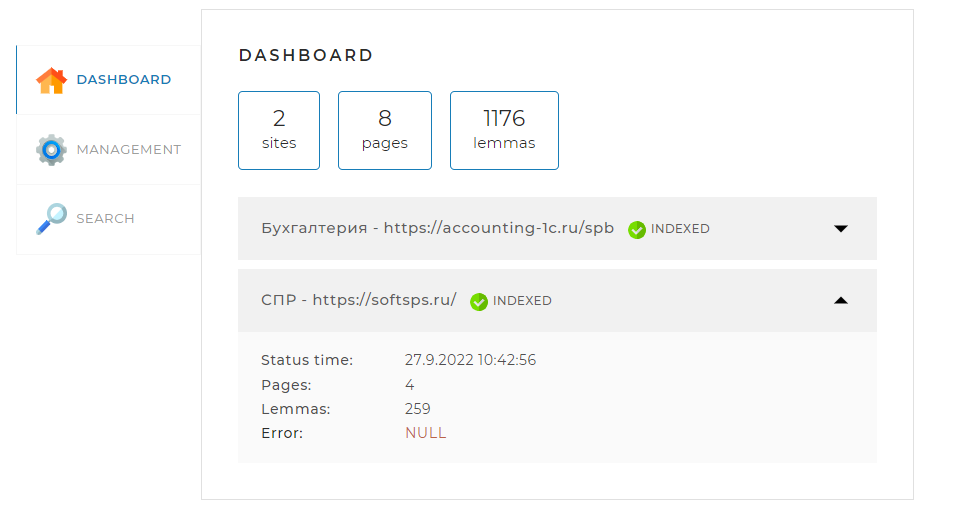 DASHBOARD
MANAGEMENT
SEARCH
DASHBOARD
2
sites
8
pages
1176
lemmas
Бухгалтерия - https://accounting-1c.ru/spb INDEXED
СПР - https://softsps.ru/ INDEXED
Status time: 27.9.2022 10:42:56
Pages: 4
Lemmas: 259
Error: NULL